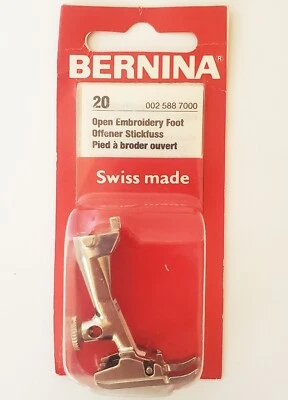 BERNINA®
20 002 588 7000
Open Embroidery Foot
Offener Stickfuss
Pied à broder ouvert
Swiss made